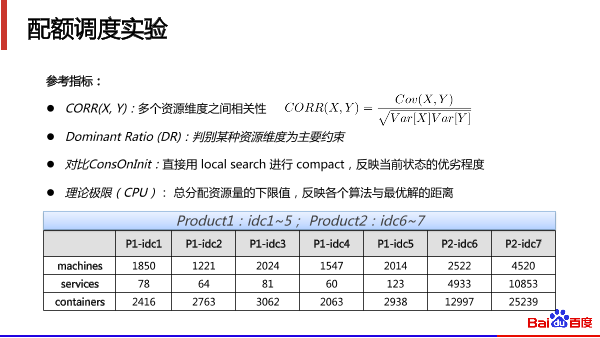 配额调度实验
参考指标：
● CORR(X, Y)：多个资源维度之间相关性 CORR(X,Y) = Cov(X,Y) / √Var[X]Var[Y]
● Dominant Ratio (DR)：判别某种资源维度为主要约束
● 对比ConsOnInit：直接用 local search 进行 compact，反映当前状态的优劣程度
● 理论极限（CPU）： 总分配资源量的下限值，反映各个算法与最优解的距离
Product1：idc1~5； Product2：idc6~7
P1-idc1 P1-idc2 P1-idc3 P1-idc4 P1-idc5 P2-idc6 P2-idc7
machines 1850 1221 2024 1547 2014 2522 4520
services 78 64 81 60 123 4933 10853
containers 2416 2763 3062 2063 2938 12997 25239
Bai du 百度